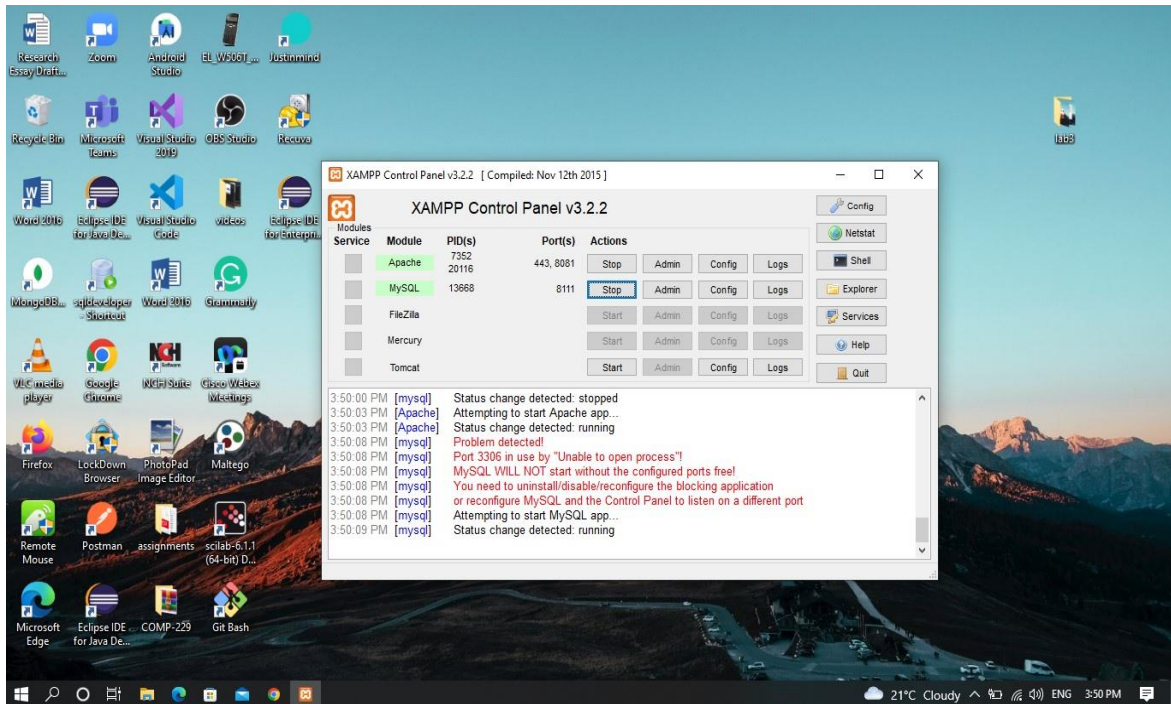 Research
Essay Draft...
Zoom
Android
Studio
EL_W506T_...
Justinmind
Recycle Bin
Microsoft
Teams
Visual Studio
2019
OBS Studio
Recuva
lab3
Word 2016
Eclipse IDE
for Java De...
Visual Studio
Code
videos
Eclipse IDE
for Enterpri...
MongoDB...
sqldeveloper
- Shortcut
Word 2016
Grammarly
VLC media
player
Google
Chrome
NCH Suite
Cisco Webex
Meetings
Firefox
LockDown
Browser
PhotoPad
Image Editor
Maltego
Remote
Mouse
Postman
assignments
scilab-6.1.1
(64-bit) D...
Microsoft
Edge
Eclipse IDE
for Java De...
COMP-229
Git Bash
XAMPP Control Panel v3.2.2 [ Compiled: Nov 12th 2015 ]
XAMPP Control Panel v3.2.2
Config
Modules
Service Module PID(s) Port(s) Actions
Netstat
Apache 7352
20116 443, 8081 Stop Admin Config Logs
Shell
MySQL 13668 8111 Stop Admin Config Logs
Explorer
FileZilla Start Admin Config Logs
Services
Mercury Start Admin Config Logs
Help
Tomcat Start Admin Config Logs
Quit
3:50:00 PM [mysql] Status change detected: stopped
3:50:03 PM [Apache] Attempting to start Apache app...
3:50:03 PM [Apache] Status change detected: running
3:50:08 PM [mysql] Problem detected!
3:50:08 PM [mysql] Port 3306 in use by "Unable to open process"!
3:50:08 PM [mysql] MySQL WILL NOT start without the configured ports free!
3:50:08 PM [mysql] You need to uninstall/disable/reconfigure the blocking application
3:50:08 PM [mysql] or reconfigure MySQL and the Control Panel to listen on a different port
3:50:08 PM [mysql] Attempting to start MySQL app...
3:50:09 PM [mysql] Status change detected: running
21°C Cloudy ENG 3:50 PM